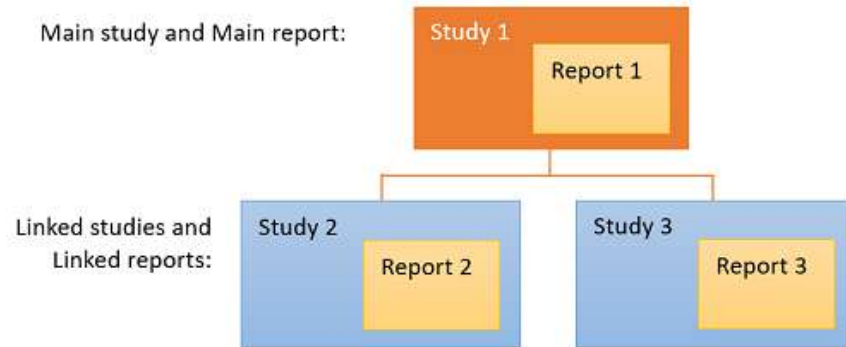 Main study and Main report:
Study 1
Report 1
Linked studies and
Linked reports:
Study 2
Report 2
Study 3
Report 3